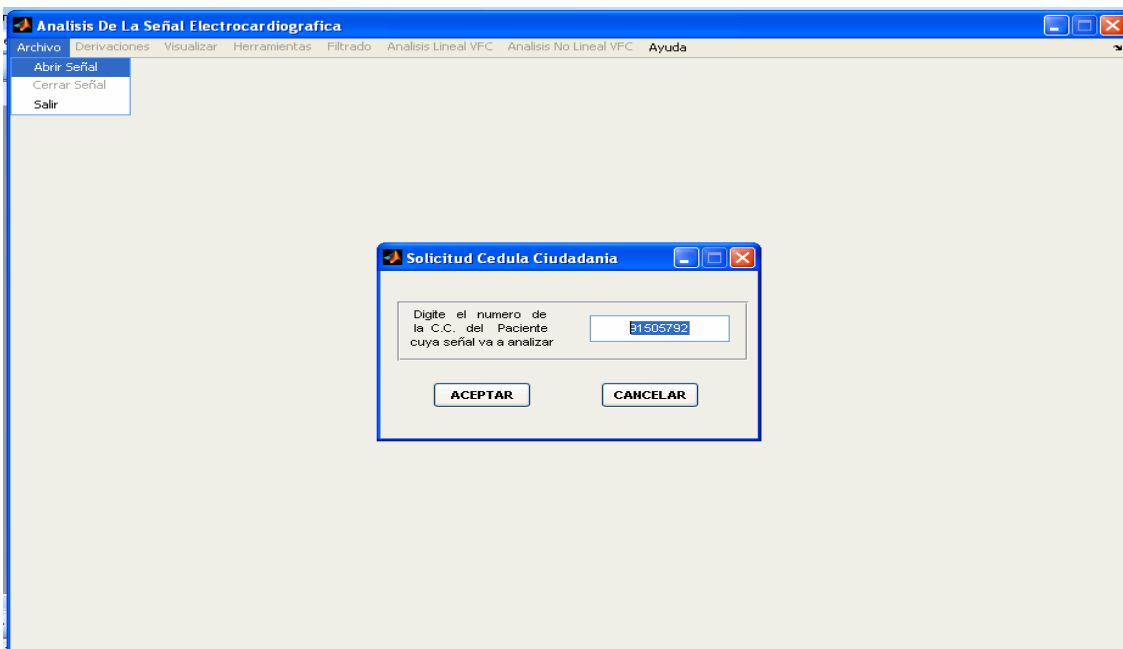 Analisis De La Señal Electrocardiografica
Archivo Derivaciones Visualizar Herramientas Filtrado Analisis Lineal VFC Analisis No Lineal VFC Ayuda
Abrir Señal
Cerrar Señal
Salir
Solicitud Cedula Ciudadania
Digite el numero de
la C.C. del Paciente
cuya señal va a analizar
91505792
ACEPTAR CANCELAR